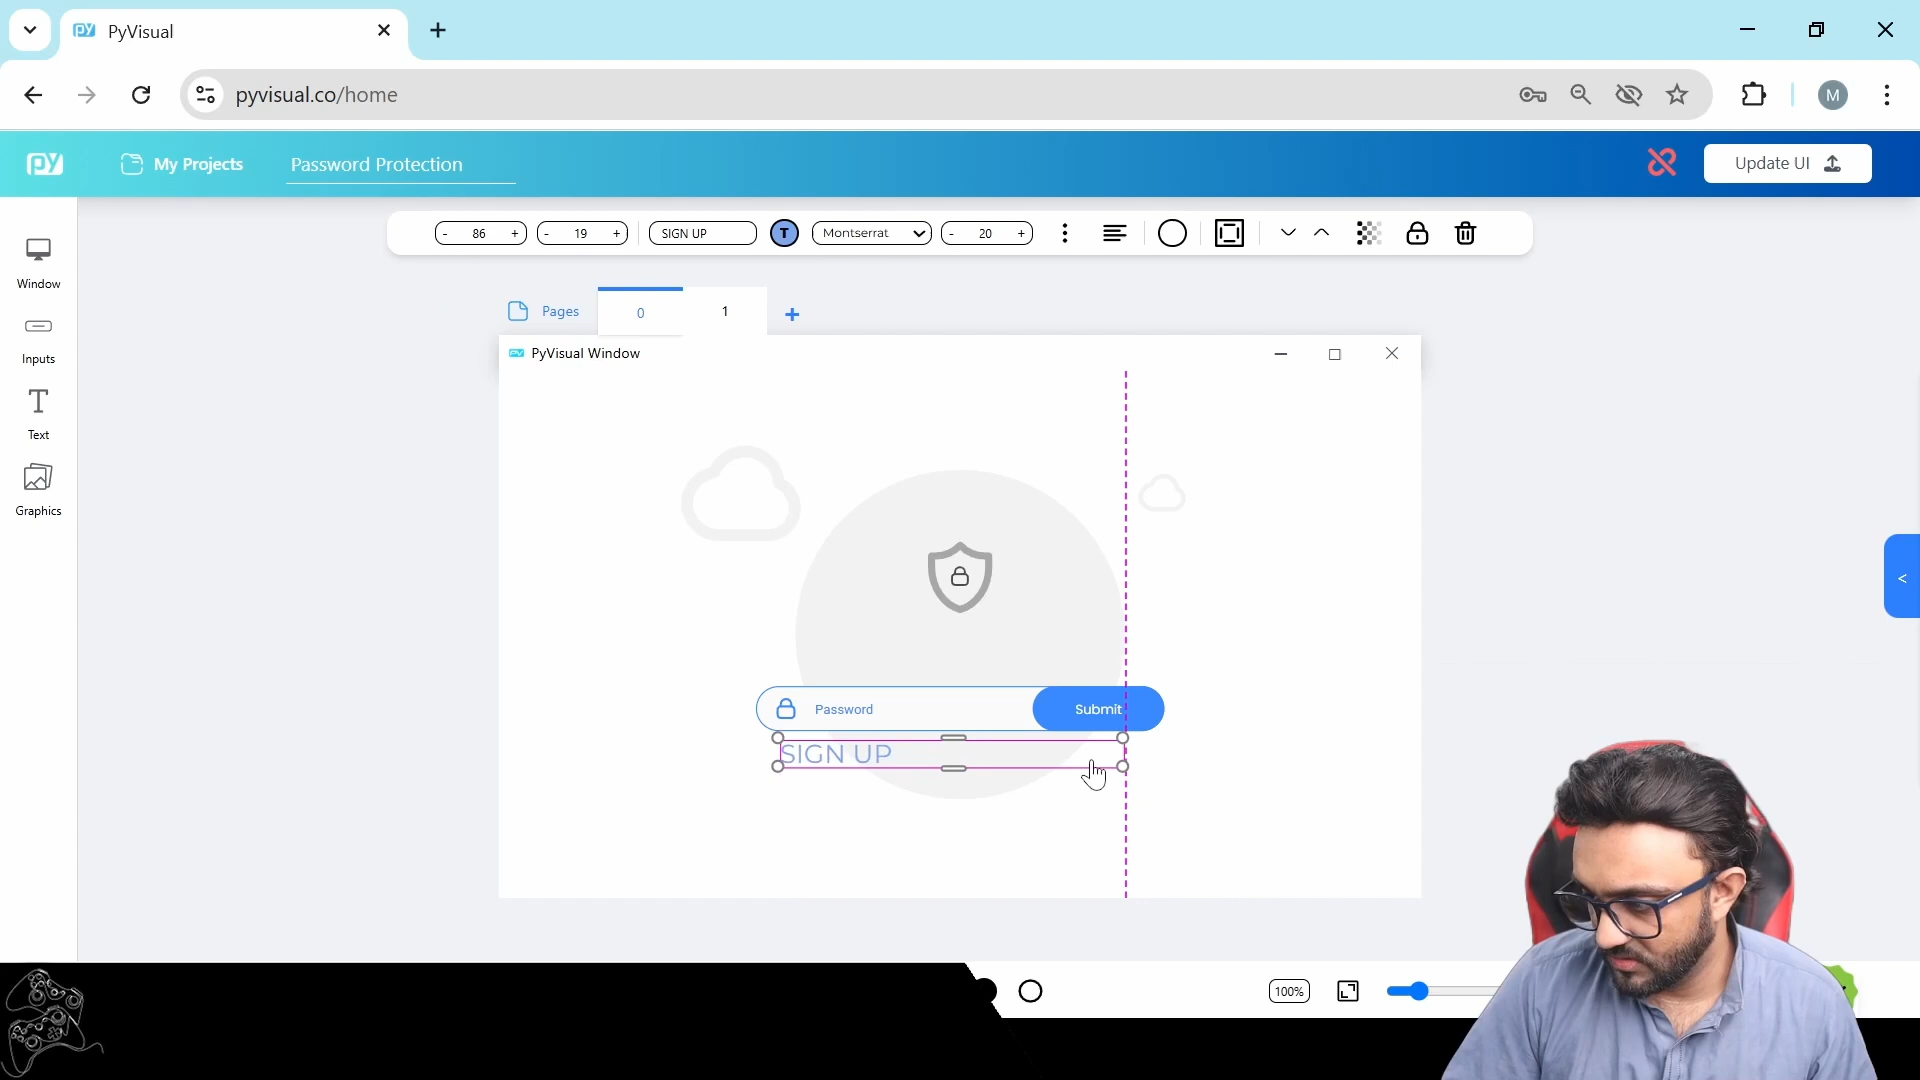 PyVisual
pyvisual.co/home
M
py My Projects Password Protection Update UI
- 86 + - 19 + SIGN UP T Montserrat - 20 +
Window
Inputs
Text
Graphics
Pages 0 1 +
PyVisual Window
Password Submit
SIGN UP
<
100%